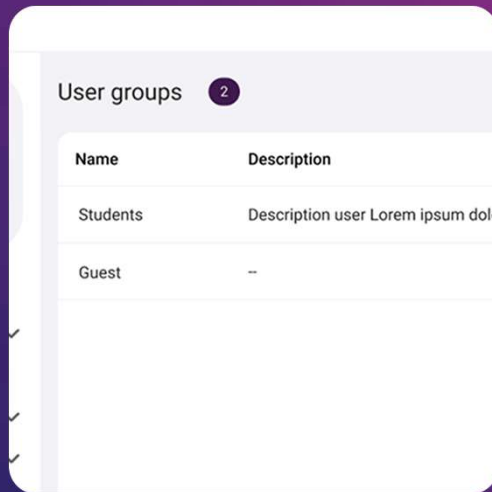 User groups 2
Name Description
Students Description user Lorem ipsum dol
Guest --